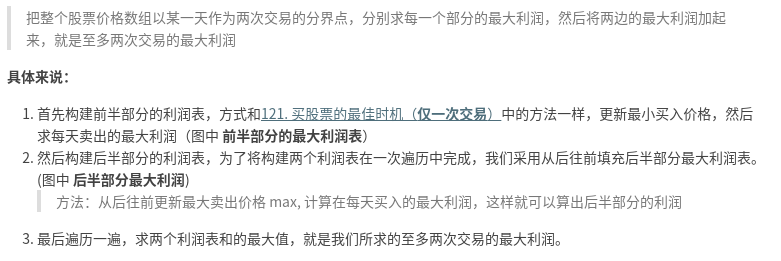 把整个股票价格数组以某一天作为两次交易的分界点，分别求每一个部分的最大利润，然后将两边的最大利润加起
来，就是至多两次交易的最大利润
具体来说：
1. 首先构建前半部分的利润表，方式和121. 买股票的最佳时机（仅一次交易）中的方法一样，更新最小买入价格，然后
求每天卖出的最大利润（图中 前半部分的最大利润表）
2. 然后构建后半部分的利润表，为了将构建两个利润表在一次遍历中完成，我们采用从后往前填充后半部分最大利润表。
(图中 后半部分最大利润)
方法：从后往前更新最大卖出价格 max, 计算在每天买入的最大利润，这样就可以算出后半部分的利润
3. 最后遍历一遍，求两个利润表和的最大值，就是我们所求的至多两次交易的最大利润。